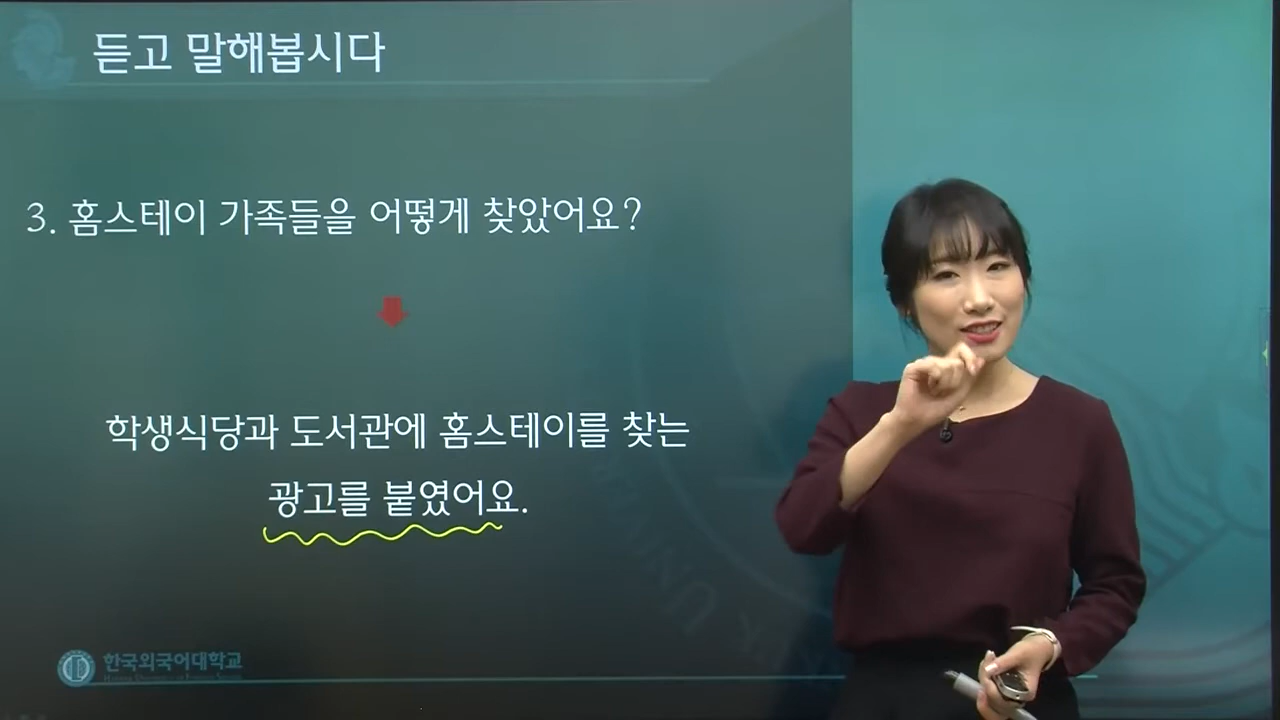 듣고 말해봅시다
3. 홈스테이 가족들을 어떻게 찾았어요?
학생식당과 도서관에 홈스테이를 찾는
광고를 붙였어요.
한국외국어대학교